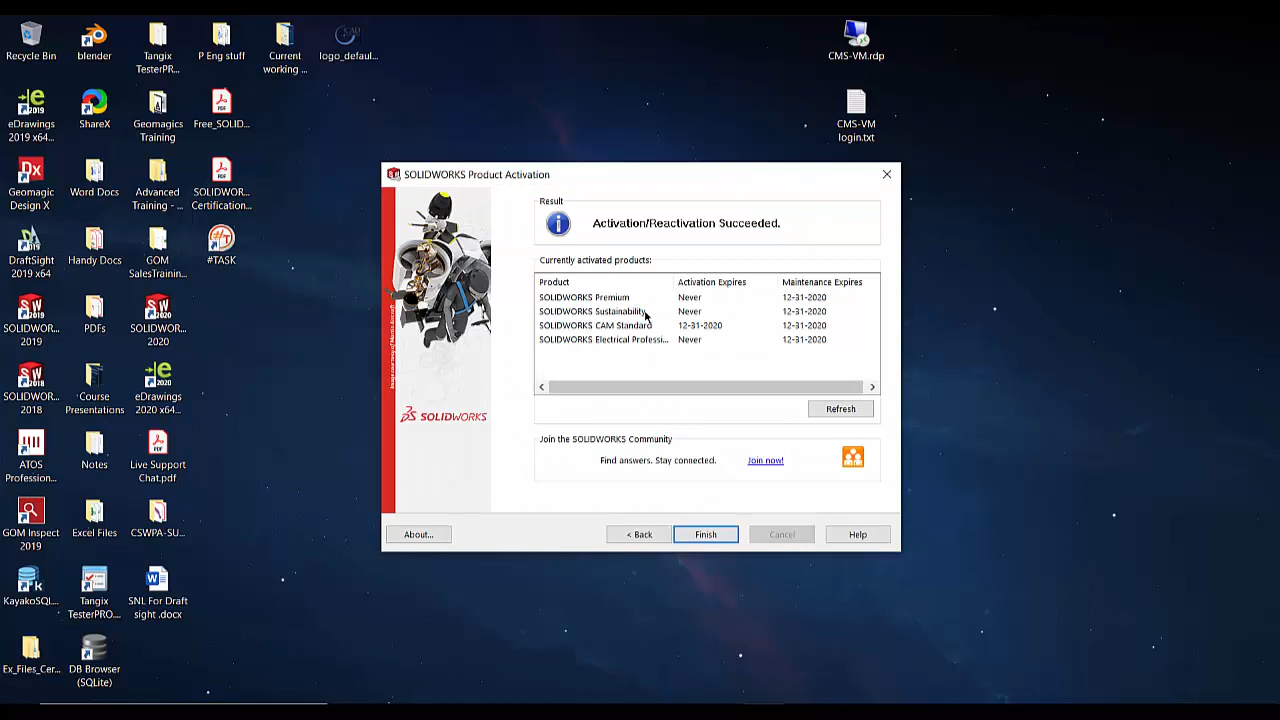 Recycle Bin
blender
Tangix
TesterPR...
P Eng stuff
Current
working ...
logo_defaul...
CMS-VM.rdp
eDrawings
2019 x64...
ShareX
Geomagics
Training
Free_SOLID...
CMS-VM
login.txt
Geomagic
Design X
Word Docs
Advanced
Training - ...
SOLIDWOR...
Certification...
DraftSight
2019 x64
Handy Docs
GOM
SalesTrainin...
#TASK
SOLIDWOR...
2019
PDFs
SOLIDWOR...
2020
SOLIDWOR...
2018
Course
Presentations
eDrawings
2020 x64...
ATOS
Profession...
Notes
Live Support
Chat.pdf
GOM Inspect
2019
Excel Files
CSWPA-SU...
KayakoSQL...
Tangix
TesterPRO...
SNL For Draft
sight .docx
Ex_Files_Cer...
DB Browser
(SQLite)
SOLIDWORKS Product Activation
Result
Activation/Reactivation Succeeded.
Currently activated products:
Product Activation Expires Maintenance Expires
SOLIDWORKS Premium Never 12-31-2020
SOLIDWORKS Sustainability Never 12-31-2020
SOLIDWORKS CAM Standard 12-31-2020 12-31-2020
SOLIDWORKS Electrical Professi... Never 12-31-2020
Refresh
SOLIDWORKS
Join the SOLIDWORKS Community
Find answers. Stay connected. Join now!
About... < Back Finish Cancel Help